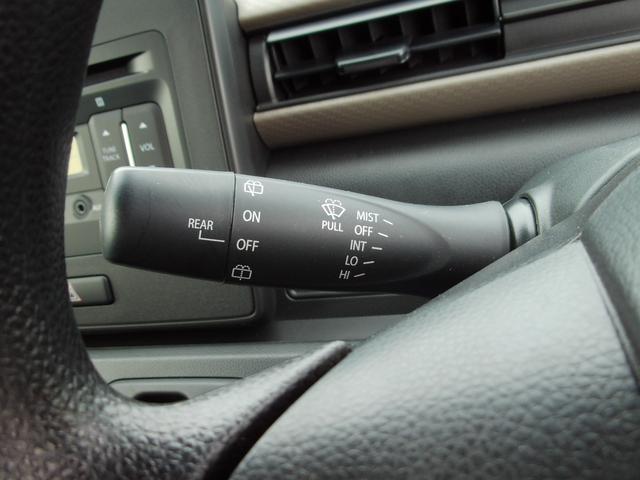 TUNE
TRACK
VOL
REAR
ON
OFF
PULL
MIST
OFF
INT
LO
HI